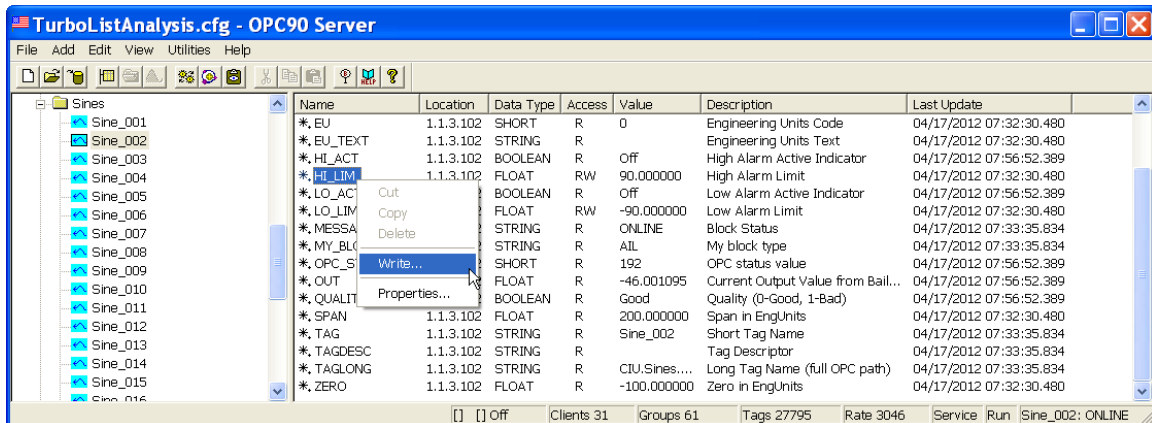 TurboListAnalysis.cfg - OPC90 Server
File Add Edit View Utilities Help
Sines
Sine_001
Sine_002
Sine_003
Sine_004
Sine_005
Sine_006
Sine_007
Sine_008
Sine_009
Sine_010
Sine_011
Sine_012
Sine_013
Sine_014
Sine_015
Name Location Data Type Access Value Description Last Update
EU 1.1.3.102 SHORT R 0 Engineering Units Code 04/17/2012 07:32:30.480
EU_TEXT 1.1.3.102 STRING R Engineering Units Text 04/17/2012 07:32:30.480
HI_ACT 1.1.3.102 BOOLEAN R Off High Alarm Active Indicator 04/17/2012 07:56:52.389
HI_LIM 1.1.3.102 FLOAT RW 90.000000 High Alarm Limit 04/17/2012 07:32:30.480
LO_AC BOOLEAN R Off Low Alarm Active Indicator 04/17/2012 07:56:52.389
LO_LIM FLOAT RW -90.000000 Low Alarm Limit 04/17/2012 07:32:30.480
MESSA STRING R ONLINE Block Status 04/17/2012 07:33:35.834
MY_BLO STRING R AIL My block type 04/17/2012 07:33:35.834
OPC_S SHORT R 192 OPC status value 04/17/2012 07:56:52.389
OUT FLOAT R -46.001095 Current Output Value from Bail... 04/17/2012 07:56:52.389
QUALIT BOOLEAN R Good Quality (0-Good, 1-Bad) 04/17/2012 07:56:52.389
SPAN 1.1.3.102 FLOAT R 200.000000 Span in EngUnits 04/17/2012 07:32:30.480
TAG 1.1.3.102 STRING R Sine_002 Short Tag Name 04/17/2012 07:33:35.834
TAGDESC 1.1.3.102 STRING R Tag Descriptor 04/17/2012 07:33:35.834
TAGLONG 1.1.3.102 STRING R CIU.Sines.... Long Tag Name (full OPC path) 04/17/2012 07:33:35.834
ZERO 1.1.3.102 FLOAT R -100.000000 Zero in EngUnits 04/17/2012 07:32:30.480
Cut
Copy
Delete
Write...
Properties...
[] [] Off Clients 31 Groups 61 Tags 27795 Rate 3046 Service Run Sine_002: ONLINE